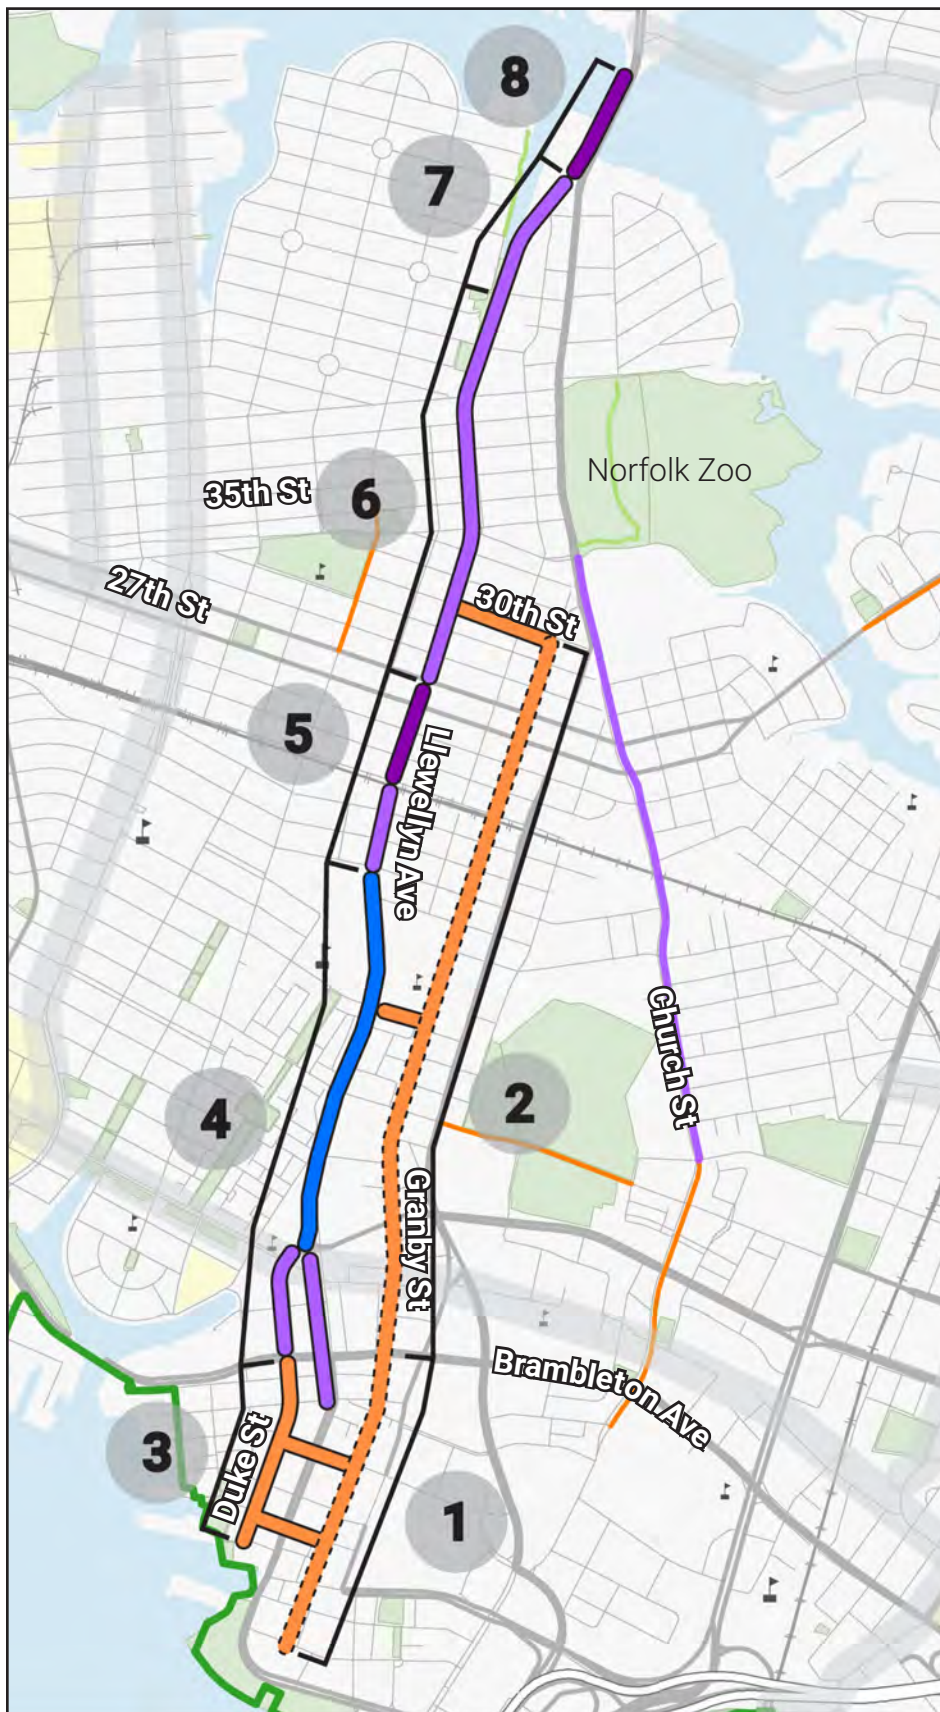 8
7
Norfolk Zoo
35th St
6
27th St
30th St
5
Llewellyn Ave
Church St
2
4
Granby St
Brambleton Ave
3
Duke St
1